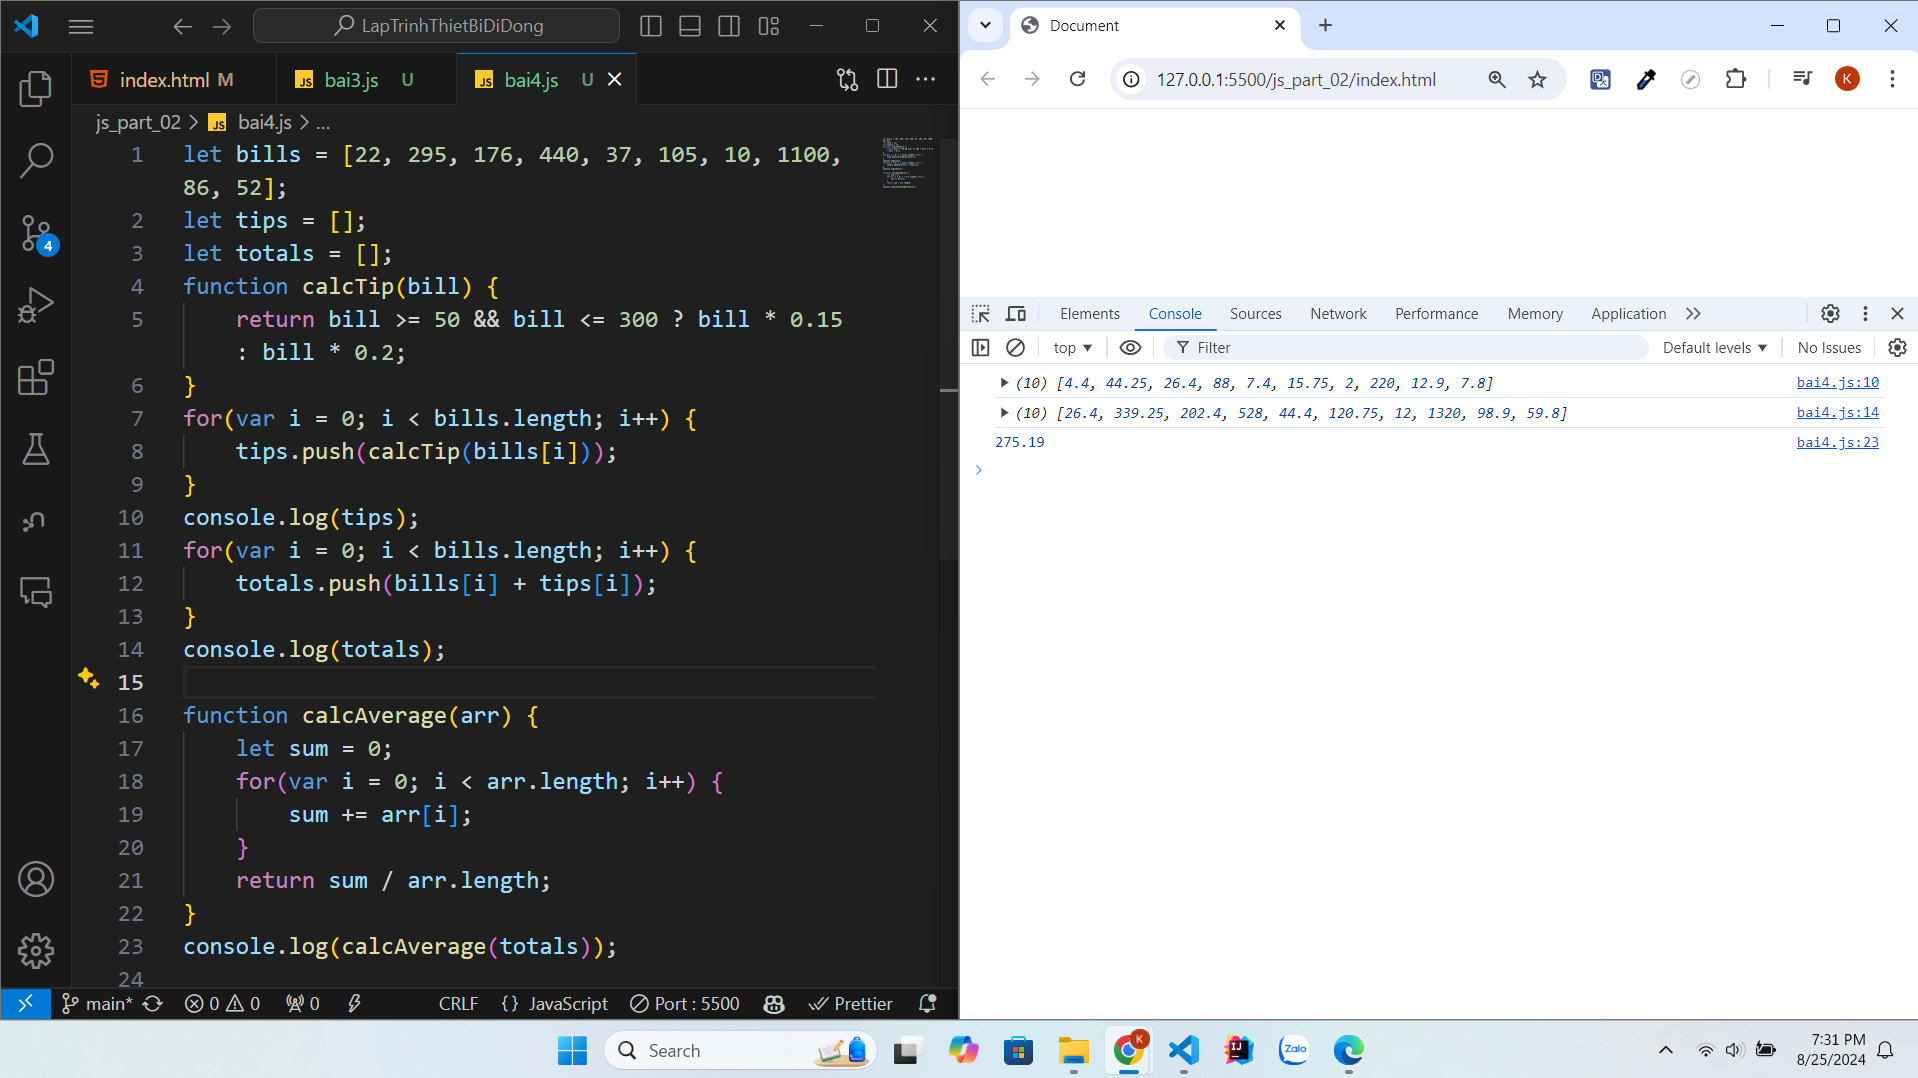 LapTrinhThietBiDiDong
index.html M
bai3.js U
bai4.js U
js_part_02 > JS bai4.js > ...
1 let bills = [22, 295, 176, 440, 37, 105, 10, 1100,
86, 52];
2 let tips = [];
3 let totals = [];
4 function calcTip(bill) {
5 return bill >= 50 && bill <= 300 ? bill * 0.15
: bill * 0.2;
6 }
7 for(var i = 0; i < bills.length; i++) {
8 tips.push(calcTip(bills[i]));
9 }
10 console.log(tips);
11 for(var i = 0; i < bills.length; i++) {
12 totals.push(bills[i] + tips[i]);
13 }
14 console.log(totals);
15
16 function calcAverage(arr) {
17 let sum = 0;
18 for(var i = 0; i < arr.length; i++) {
19 sum += arr[i];
20 }
21 return sum / arr.length;
22 }
23 console.log(calcAverage(totals));
24
4
main* 0 0 0 CRLF {} JavaScript Port : 5500 Prettier
Document
127.0.0.1:5500/js_part_02/index.html
K
Elements Console Sources Network Performance Memory Application
top Filter Default levels No Issues
(10) [4.4, 44.25, 26.4, 88, 7.4, 15.75, 2, 220, 12.9, 7.8] bai4.js:10
(10) [26.4, 339.25, 202.4, 528, 44.4, 120.75, 12, 1320, 98.9, 59.8] bai4.js:14
275.19 bai4.js:23
Search
K
IJ
Zalo
7:31 PM
8/25/2024